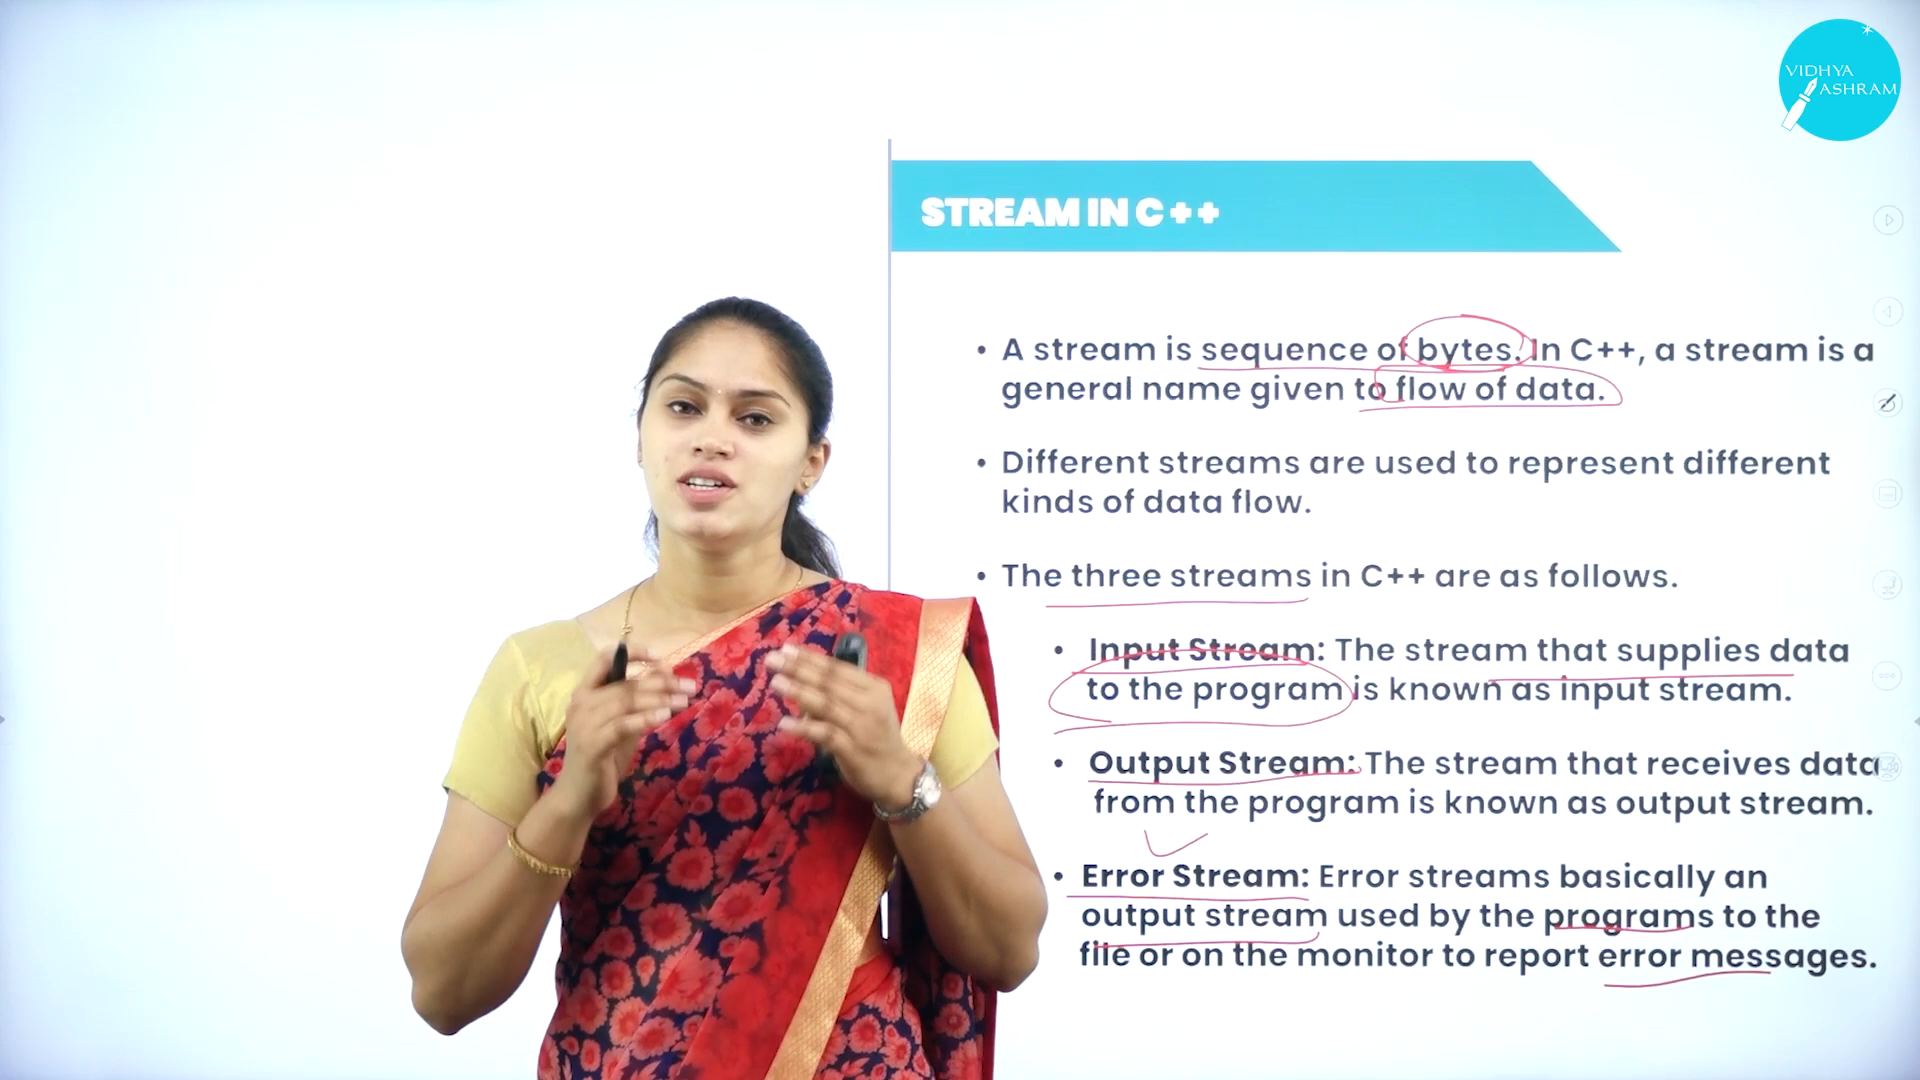 VIDHYA
ASHRAM
STREAM IN C++
• A stream is sequence of bytes. In C++, a stream is a
general name given to flow of data.
• Different streams are used to represent different
kinds of data flow.
• The three streams in C++ are as follows.
• Input Stream: The stream that supplies data
to the program is known as input stream.
• Output Stream: The stream that receives data
from the program is known as output stream.
• Error Stream: Error streams basically an
output stream used by the programs to the
file or on the monitor to report error messages.